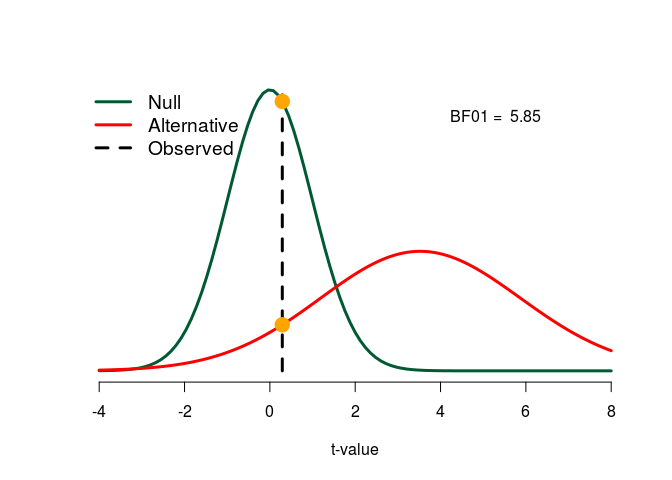 Null
Alternative
Observed
BF01 = 5.85
-4 -2 0 2 4 6 8
t-value